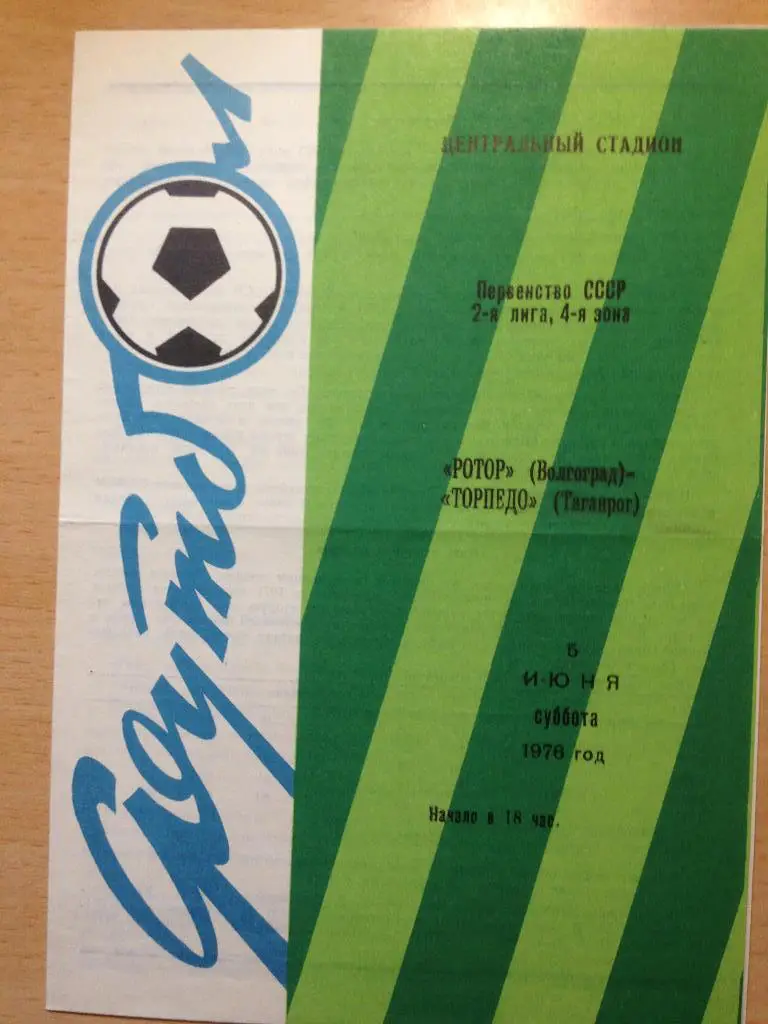 Футбол
ЦЕНТРАЛЬНЫЙ СТАДИОН
Первенство СССР
2-я лига, 4-я зона
«РОТОР» (Волгоград)-
«ТОРПЕДО» (Таганрог)
5
ИЮНЯ
суббота
1976 год
Начало в 18 час.